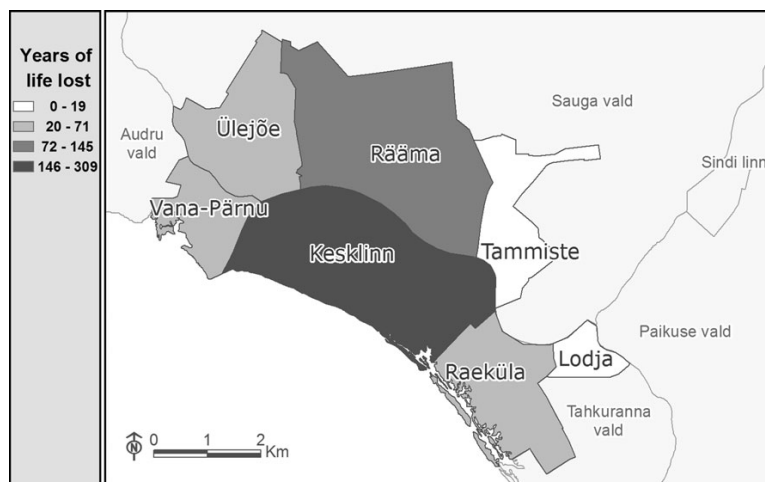 Years of
life lost
0 - 19
20 - 71
72 - 145
146 - 309
Sauga vald
Ülejõe
Audru
vald
Rääma
Sindi linn
Vana-Pärnu
Kesklinn
Tammiste
Paikuse vald
Lodja
Raeküla
Tahkuranna
vald
N
0 1 2
Km